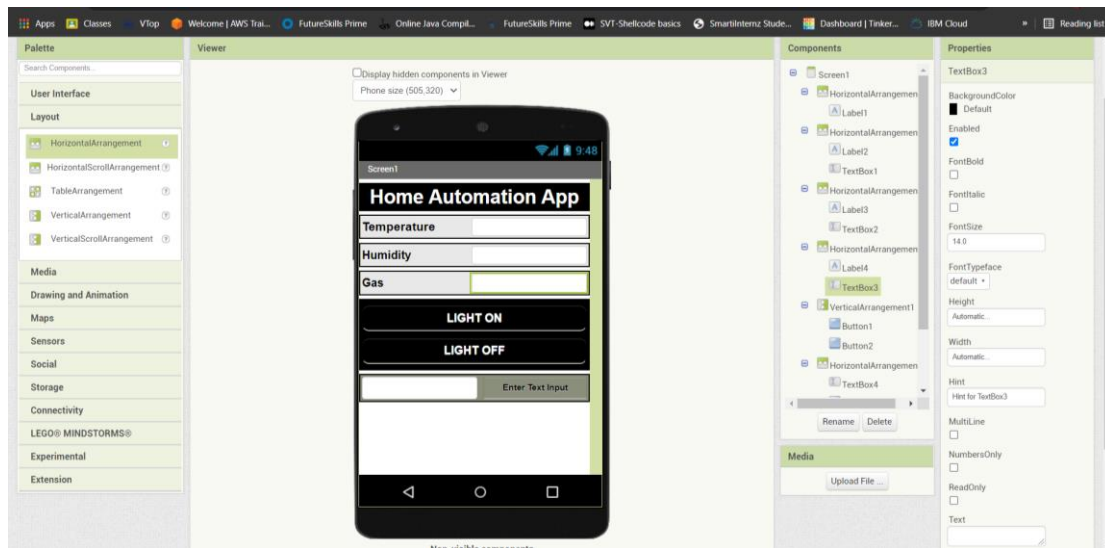 Apps Classes VTop Welcome | AWS Trai... FutureSkills Prime Online Java Compil... FutureSkills Prime SVT-Shellcode basics SmartiInternz Stude... Dashboard | Tinker... IBM Cloud » Reading list
Palette
Search Components...
User Interface
Layout
HorizontalArrangement
HorizontalScrollArrangement
TableArrangement
VerticalArrangement
VerticalScrollArrangement
Media
Drawing and Animation
Maps
Sensors
Social
Storage
Connectivity
LEGO® MINDSTORMS®
Experimental
Extension
Viewer
Display hidden components in Viewer
Phone size (505,320)
9:48
Screen1
Home Automation App
Temperature
Humidity
Gas
LIGHT ON
LIGHT OFF
Enter Text Input
Non-visible components
Components
Screen1
HorizontalArrangemen
Label1
HorizontalArrangemen
Label2
TextBox1
HorizontalArrangemen
Label3
TextBox2
HorizontalArrangemen
Label4
TextBox3
VerticalArrangement1
Button1
Button2
HorizontalArrangemen
TextBox4
Rename Delete
Media
Upload File ...
Properties
TextBox3
BackgroundColor
Default
Enabled
FontBold
FontItalic
FontSize
14.0
FontTypeface
default
Height
Automatic...
Width
Automatic...
Hint
Hint for TextBox3
MultiLine
NumbersOnly
ReadOnly
Text